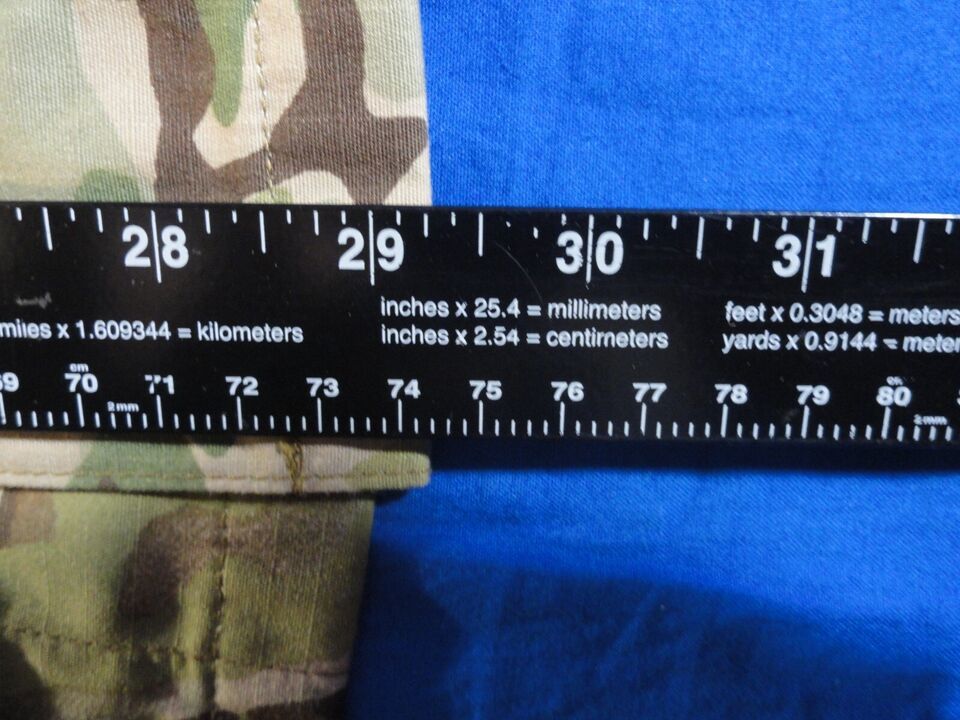 28 29 30 31
inches x 25.4 = millimeters feet x 0.3048 = meters
miles x 1.609344 = kilometers inches x 2.54 = centimeters yards x 0.9144 = meter
cm
70 71 72 73 74 75 76 77 78 79 80
2mm 2mm